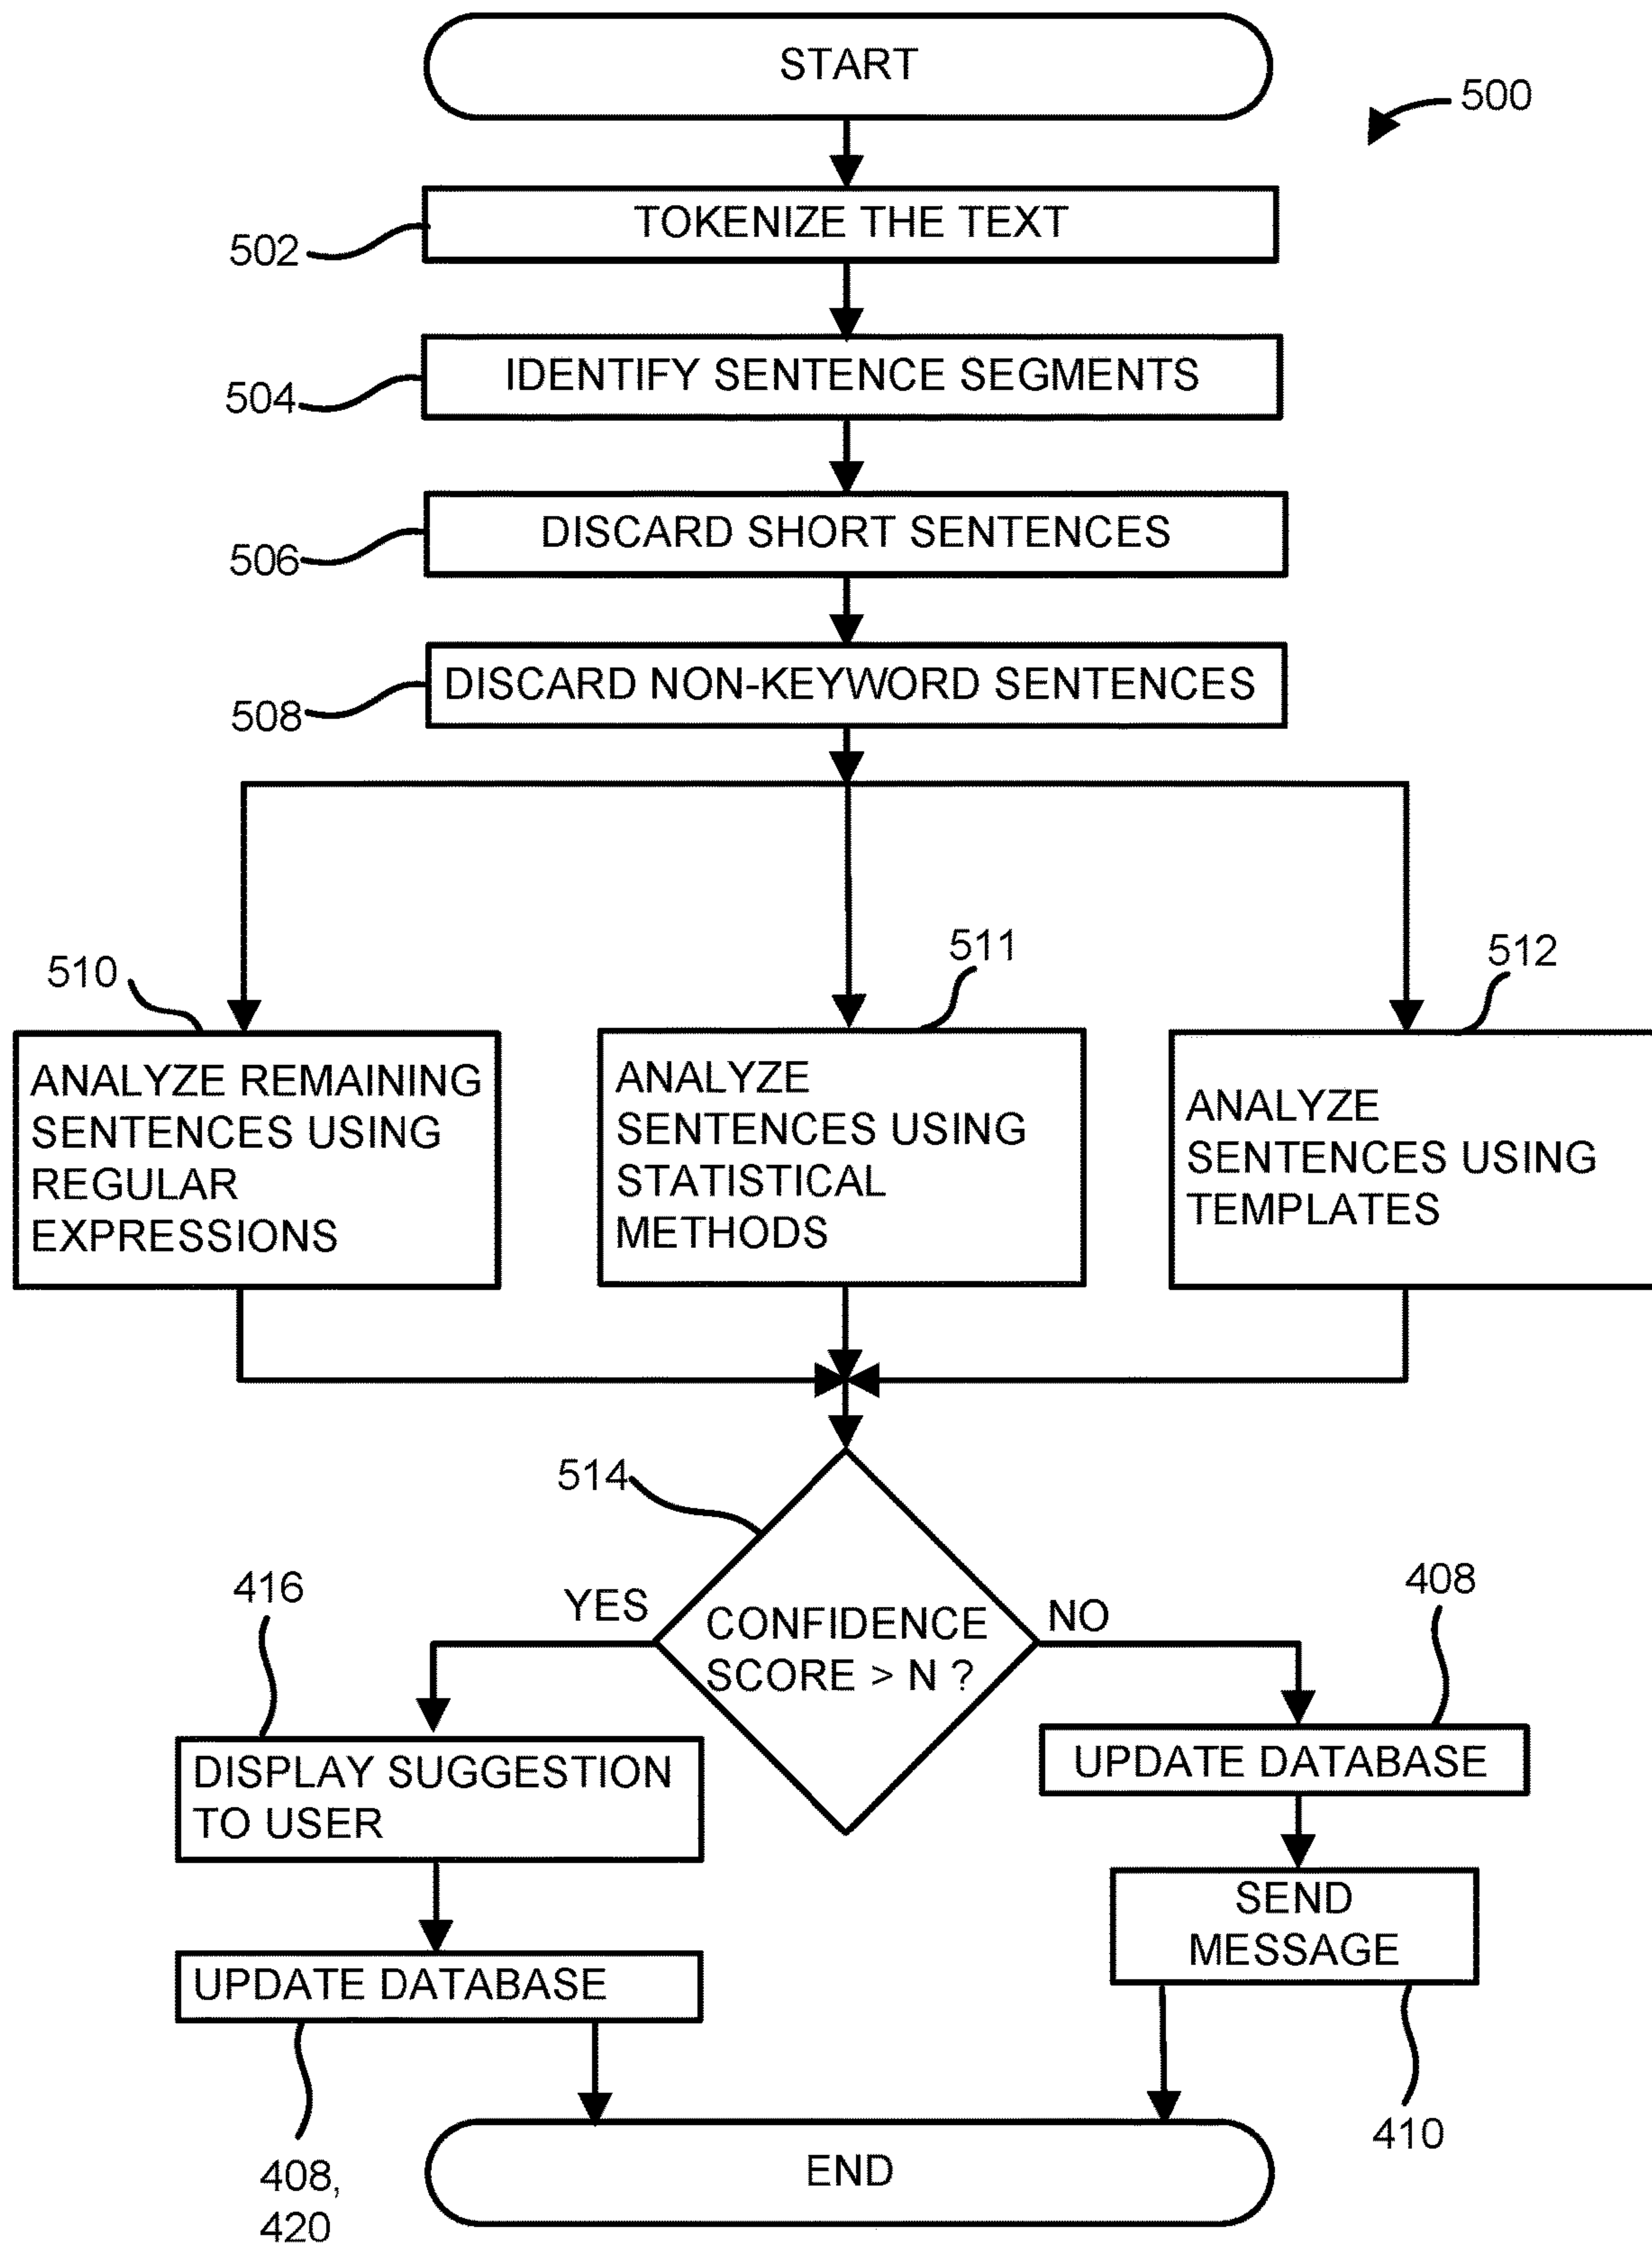 START
500
TOKENIZE THE TEXT
502
IDENTIFY SENTENCE SEGMENTS
504
DISCARD SHORT SENTENCES
506
DISCARD NON-KEYWORD SENTENCES
508
510
511
512
ANALYZE REMAINING
SENTENCES USING
REGULAR
EXPRESSIONS
ANALYZE
SENTENCES USING
STATISTICAL
METHODS
ANALYZE
SENTENCES USING
TEMPLATES
514
416
YES
CONFIDENCE
SCORE > N ?
NO
408
DISPLAY SUGGESTION
TO USER
UPDATE DATABASE
SEND
MESSAGE
UPDATE DATABASE
410
408,
420
END